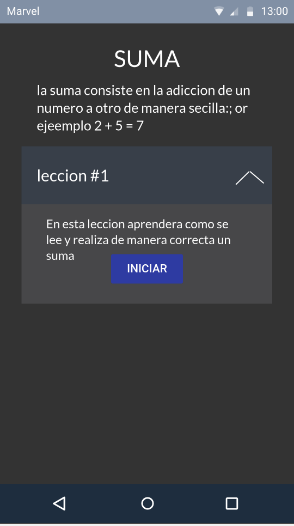 Marvel 13:00
SUMA
la suma consiste en la adiccion de un
numero a otro de manera secilla:; or
ejeemplo 2 + 5 = 7
leccion #1
En esta leccion aprendera como se
lee y realiza de manera correcta un
suma
INICIAR